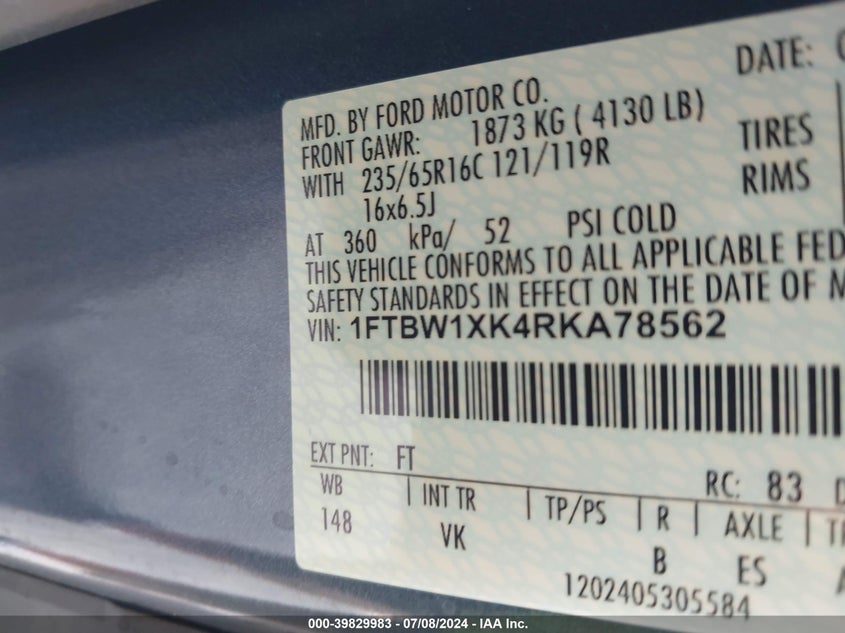 DATE:
MFD. BY FORD MOTOR CO.
FRONT GAWR: 1873 KG ( 4130 LB)
WITH 235/65R16C 121/119R TIRES
16x6.5J RIMS
AT 360 kPa/ 52 PSI COLD
THIS VEHICLE CONFORMS TO ALL APPLICABLE FED
SAFETY STANDARDS IN EFFECT ON THE DATE OF M
VIN: 1FTBW1XK4RKA78562
EXT PNT: FT RC: 83
WB | INT TR | TP/PS | R | AXLE |
148 VK B ES
1202405305584
000-39829983 - 07/08/2024 - IAA Inc.